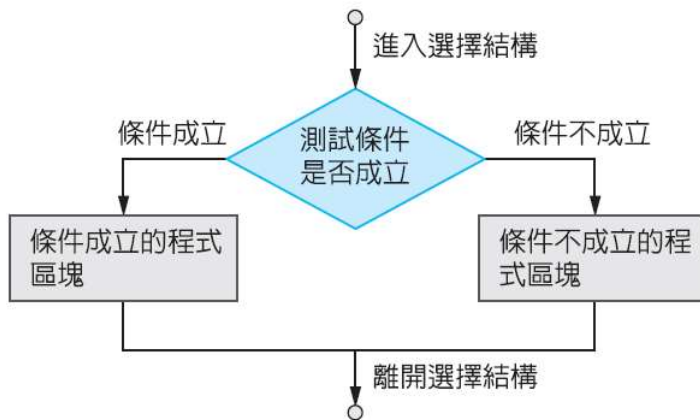 進入選擇結構
條件成立
測試條件
是否成立
條件不成立
條件成立的程式
區塊
條件不成立的程
式區塊
離開選擇結構